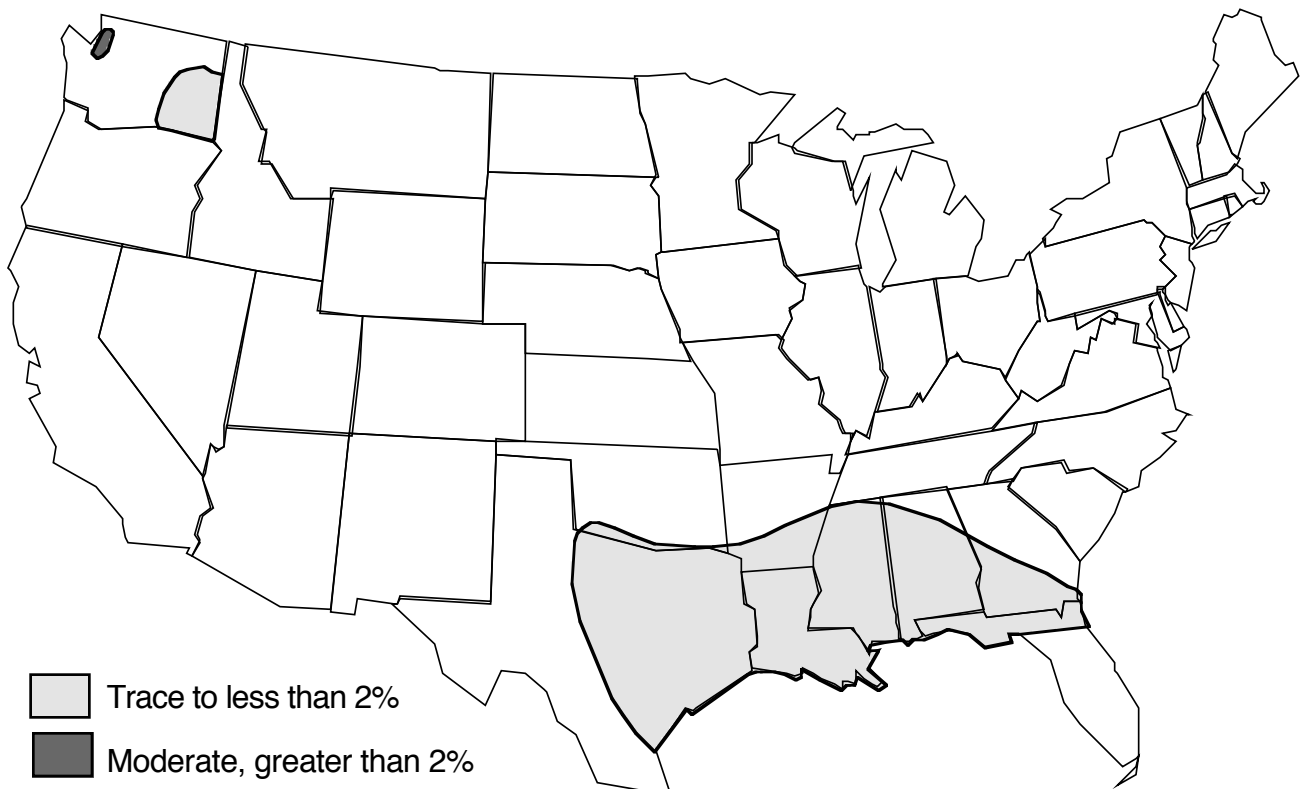 Trace to less than 2%
Moderate, greater than 2%